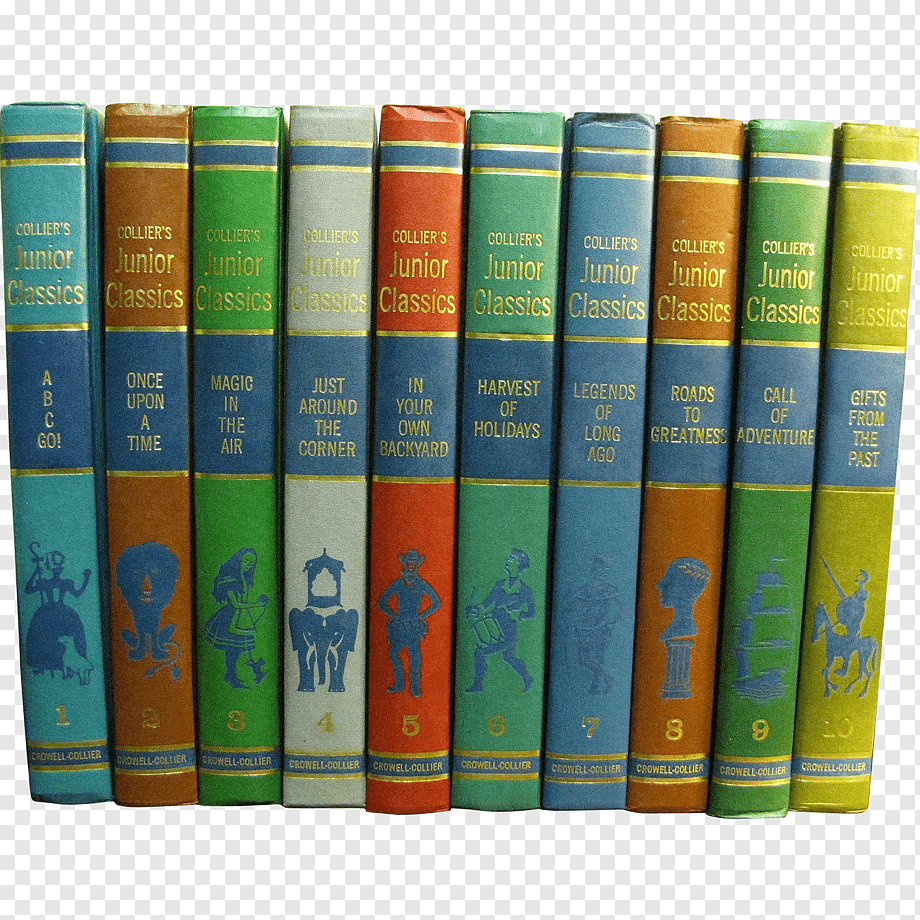 COLLIER'S
Junior
Classics
A
B
C
GO!
1
CROWELL-COLLIER
COLLIER'S
Junior
Classics
ONCE
UPON
A
TIME
2
CROWELL-COLLIER
COLLIER'S
Junior
Classics
MAGIC
IN
THE
AIR
3
CROWELL-COLLIER
COLLIER'S
Junior
Classics
JUST
AROUND
THE
CORNER
4
CROWELL-COLLIER
COLLIER'S
Junior
Classics
IN
YOUR
OWN
BACKYARD
5
CROWELL-COLLIER
COLLIER'S
Junior
Classics
HARVEST
OF
HOLIDAYS
6
CROWELL-COLLIER
COLLIER'S
Junior
Classics
LEGENDS
OF
LONG
AGO
7
CROWELL-COLLIER
COLLIER'S
Junior
Classics
ROADS
TO
GREATNESS
8
CROWELL-COLLIER
COLLIER'S
Junior
Classics
CALL
OF
ADVENTURE
9
CROWELL-COLLIER
COLLIER'S
Junior
Classics
GIFTS
FROM
THE
PAST
10
CROWELL-COLLIER